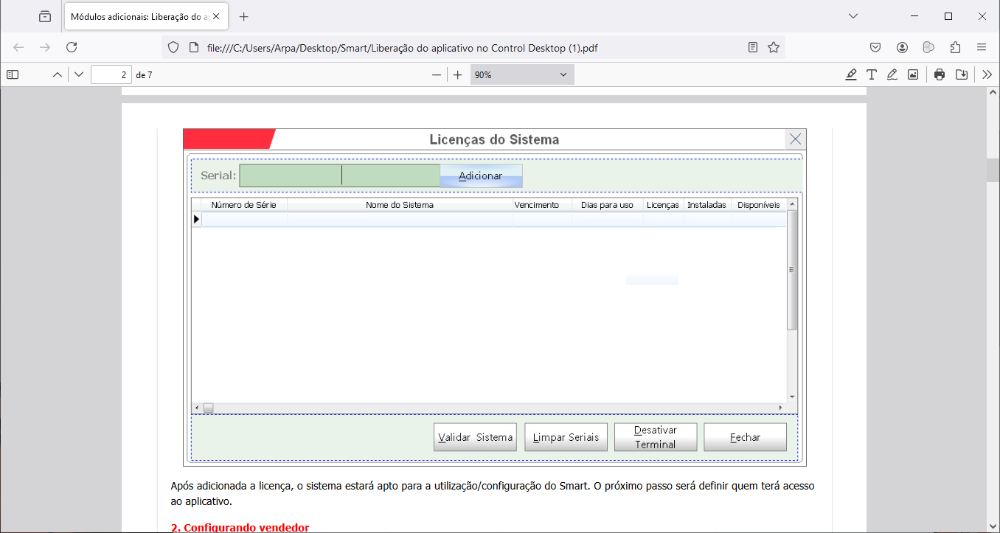 Módulos adicionais: Liberação do a
file:///C:/Users/Arpa/Desktop/Smart/Liberação do aplicativo no Control Desktop (1).pdf
2 de 7
90%
Licenças do Sistema
Serial:
Adicionar
Número de Série Nome do Sistema Vencimento Dias para uso Licenças Instaladas Disponíveis
Validar Sistema Limpar Seriais Desativar Terminal Fechar
Após adicionada a licença, o sistema estará apto para a utilização/configuração do Smart. O próximo passo será definir quem terá acesso
ao aplicativo.
2. Configurando vendedor